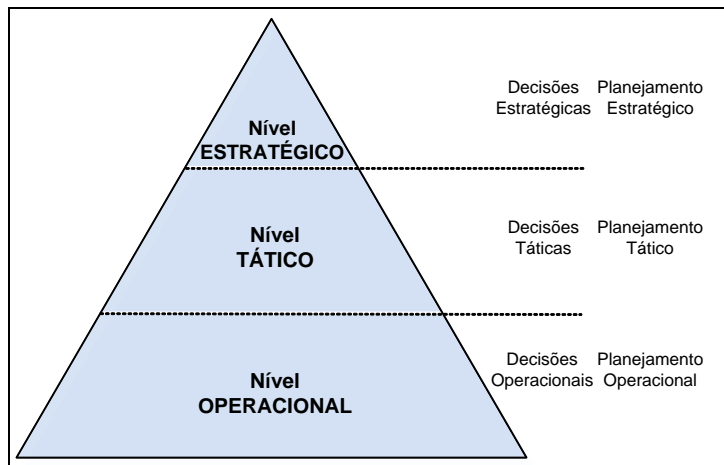 Nível
ESTRATÉGICO
Decisões Planejamento
Estratégicas Estratégico
Nível
TÁTICO
Decisões Planejamento
Táticas Tático
Nível
OPERACIONAL
Decisões Planejamento
Operacionais Operacional